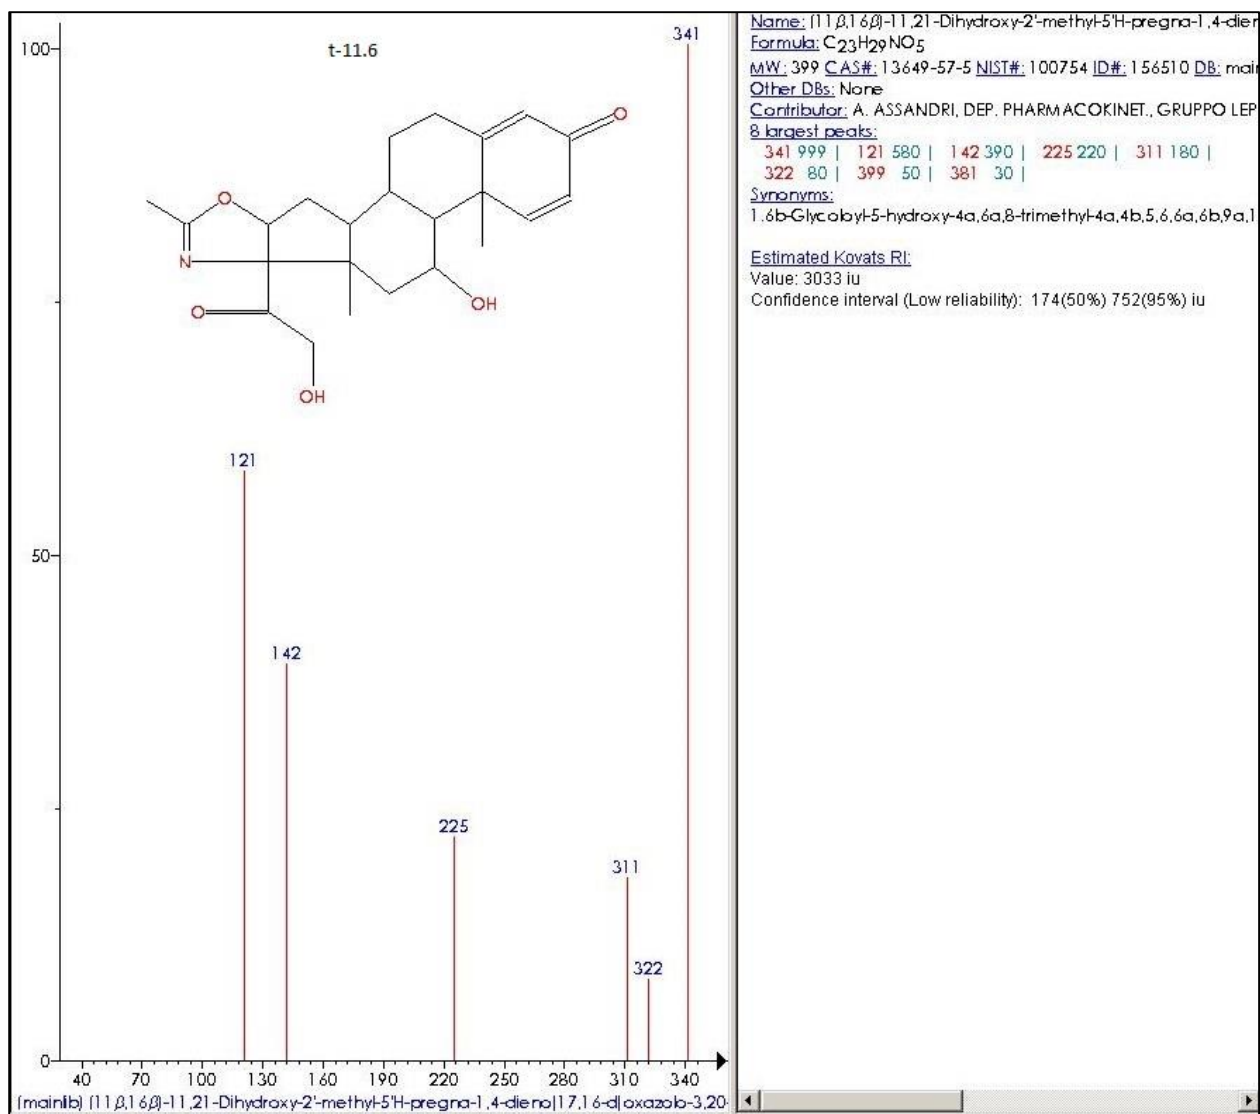 t-11.6
100
341
O
O
N
O
OH
OH
121
50
142
225
311
322
0
40 70 100 130 160 190 220 250 280 310 340
(mainlib) (11β,16β)-11,21-Dihydroxy-2'-methyl-5'H-pregna-1,4-dieno[17,16-d]oxazolo-3,20-
Name: (11β,16β)-11,21-Dihydroxy-2'-methyl-5'H-pregna-1,4-dien
Formula: C23H29NO5
MW: 399 CAS#: 13649-57-5 NIST#: 100754 ID#: 156510 DB: main
Other DBs: None
Contributor: A. ASSANDRI, DEP. PHARMACOKINET., GRUPPO LEP
8 largest peaks:
341 999 | 121 580 | 142 390 | 225 220 | 311 180 |
322 80 | 399 50 | 381 30 |
Synonyms:
1.6b-Glycoloyl-5-hydroxy-4a,6a,8-trimethyl-4a,4b,5,6,6a,6b,9a,1
Estimated Kovats RI:
Value: 3033 iu
Confidence interval (Low reliability): 174(50%) 752(95%) iu